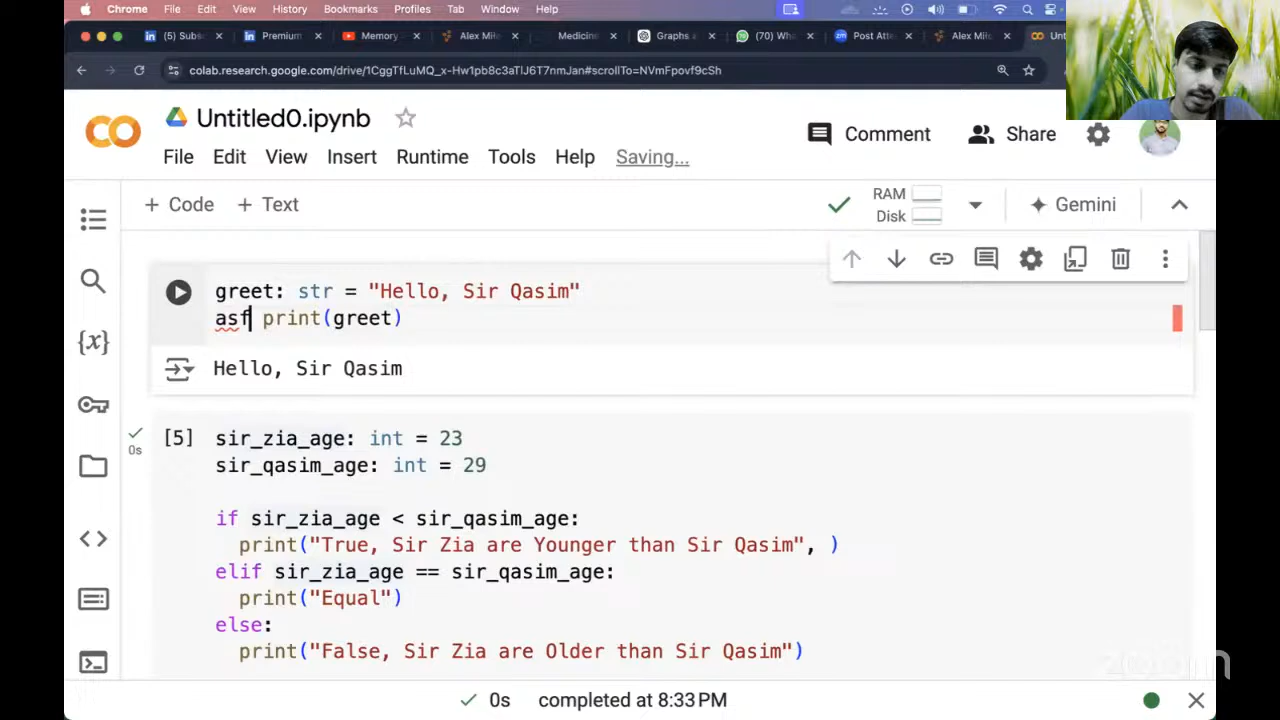 Chrome File Edit View History Bookmarks Profiles Tab Window Help
(5) Subs Premium Memory Alex Mil Medicin Graphs a (70) Wha Post Atte Alex Mil Unt
colab.research.google.com/drive/1CggTfLuMQ_x-Hw1pb8c3aTlJ6T7nmJan#scrollTo=NVmFpovf9cSh
Untitled0.ipynb
Comment Share
File Edit View Insert Runtime Tools Help Saving...
+ Code + Text
RAM
Disk
Gemini
greet: str = "Hello, Sir Qasim"
asf print(greet)
Hello, Sir Qasim
0s
[5] sir_zia_age: int = 23
sir_qasim_age: int = 29
if sir_zia_age < sir_qasim_age:
print("True, Sir Zia are Younger than Sir Qasim", )
elif sir_zia_age == sir_qasim_age:
print("Equal")
else:
print("False, Sir Zia are Older than Sir Qasim")
0s completed at 8:33 PM